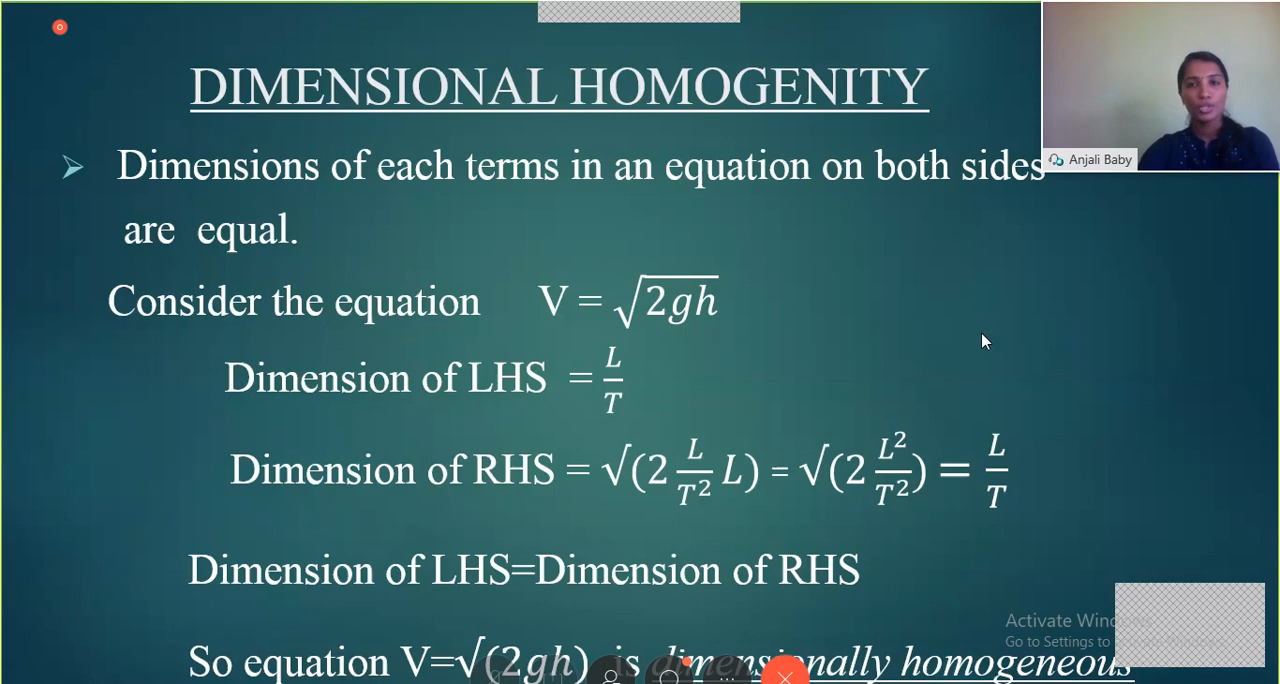 DIMENSIONAL HOMOGENITY
Anjali Baby
➢ Dimensions of each terms in an equation on both sides
are equal.
Consider the equation V = √2gh
Dimension of LHS = L/T
Dimension of RHS = √(2 L/T² L) = √(2 L²/T²) = L/T
Dimension of LHS=Dimension of RHS
Activate
Go to Settings to
So equation V=√(2gh) is dimensionally homogeneous